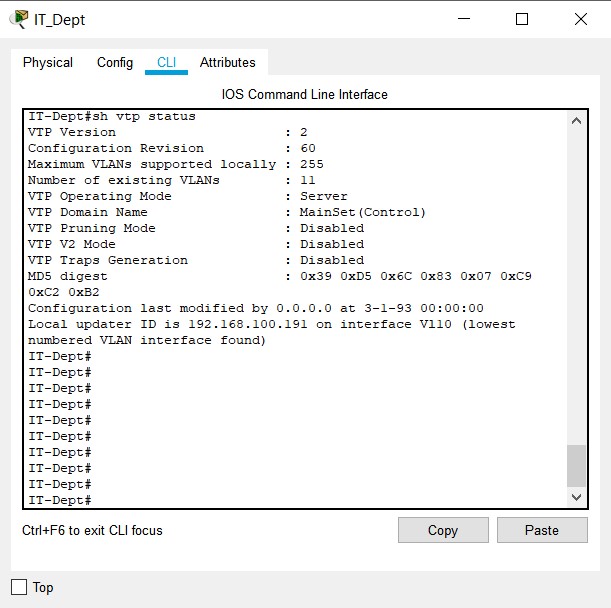 IT_Dept
Physical Config CLI Attributes
IOS Command Line Interface
IT-Dept#sh vtp status
VTP Version : 2
Configuration Revision : 60
Maximum VLANs supported locally : 255
Number of existing VLANs : 11
VTP Operating Mode : Server
VTP Domain Name : MainSet(Control)
VTP Pruning Mode : Disabled
VTP V2 Mode : Disabled
VTP Traps Generation : Disabled
MD5 digest : 0x39 0xD5 0x6C 0x83 0x07 0xC9
0xC2 0xB2
Configuration last modified by 0.0.0.0 at 3-1-93 00:00:00
Local updater ID is 192.168.100.191 on interface Vl10 (lowest
numbered VLAN interface found)
IT-Dept#
IT-Dept#
IT-Dept#
IT-Dept#
IT-Dept#
IT-Dept#
IT-Dept#
IT-Dept#
IT-Dept#
IT-Dept#
Ctrl+F6 to exit CLI focus
Copy
Paste
Top